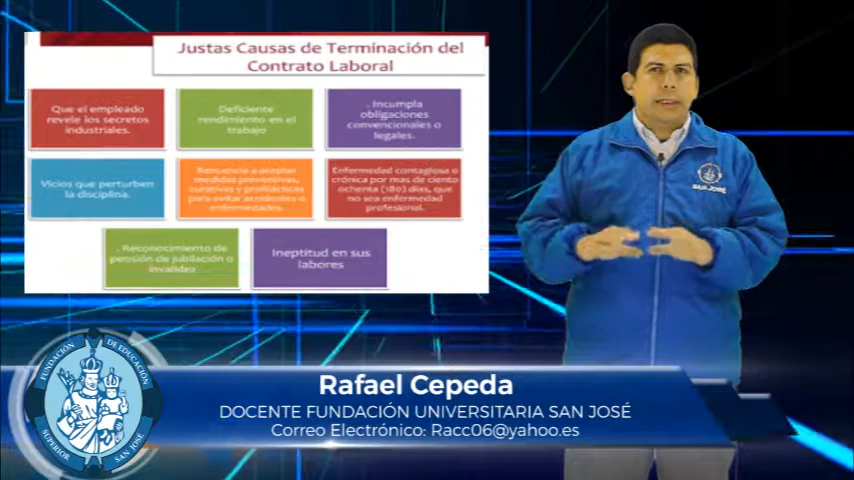 Justas Causas de Terminación del
Contrato Laboral
Que el empleado
revele los secretos
industriales.
Deficiente
rendimiento en el
trabajo
. Incumpla
obligaciones
convencionales o
legales.
Vicios que perturben
la disciplina.
Renuencia a aceptar
medidas preventivas,
curativas y profilácticas
para evitar accidentes o
enfermedades.
Enfermedad contagiosa o
crónica por mas de ciento
ochenta (180) días, que
no sea enfermedad
profesional.
. Reconocimiento de
pensión de jubilación o
invalidez
Ineptitud en sus
labores
SAN JOSÉ
FUNDACIÓN DE EDUCACIÓN
SUPERIOR SAN JOSÉ
Rafael Cepeda
DOCENTE FUNDACIÓN UNIVERSITARIA SAN JOSÉ
Correo Electrónico: Racc06@yahoo.es